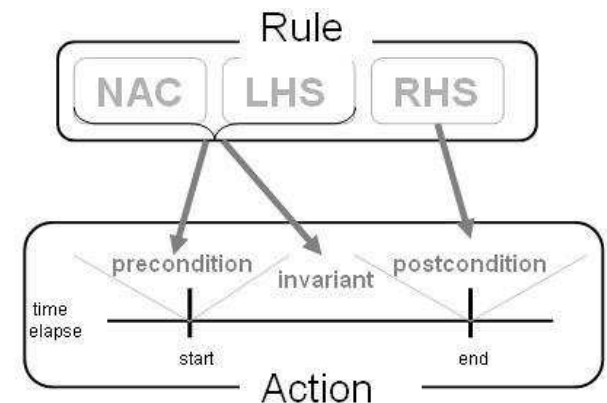 Rule
NAC LHS RHS
precondition invariant postcondition
time
elapse
start end
Action